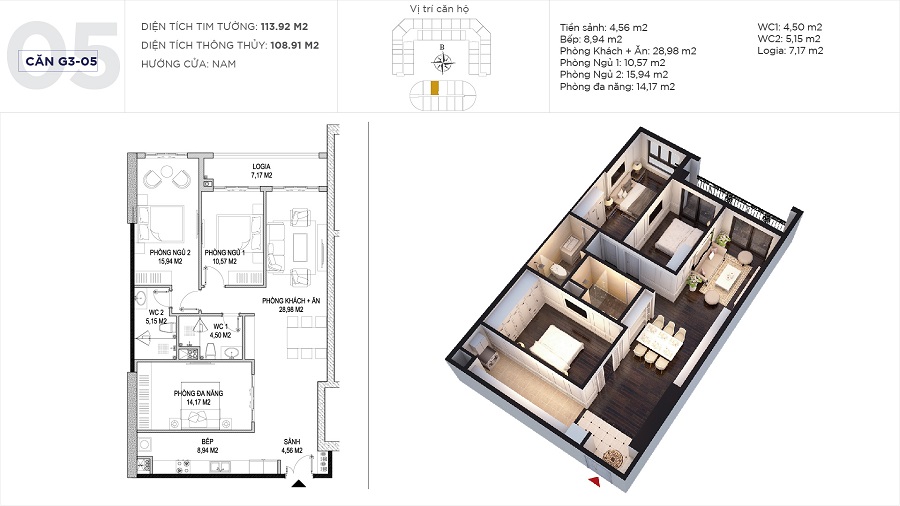 05
CĂN G3-05
DIỆN TÍCH TIM TƯỜNG: 113.92 M2
DIỆN TÍCH THÔNG THỦY: 108.91 M2
HƯỚNG CỬA: NAM
Vị trí căn hộ
B
Tiền sảnh: 4,56 m2
Bếp: 8,94 m2
Phòng Khách + Ăn: 28,98 m2
Phòng Ngủ 1: 10,57 m2
Phòng Ngủ 2: 15,94 m2
Phòng đa năng: 14,17 m2
WC1: 4,50 m2
WC2: 5,15 m2
Logia: 7,17 m2
LOGIA
7,17 M2
PHÒNG NGỦ 2
15,94 M2
PHÒNG NGỦ 1
10,57 M2
PHÒNG KHÁCH + ĂN
28,98 M2
WC 2
5,15 M2
WC 1
4,50 M2
PHÒNG ĐA NĂNG
14,17 M2
BẾP
8,94 M2
SẢNH
4,56 M2